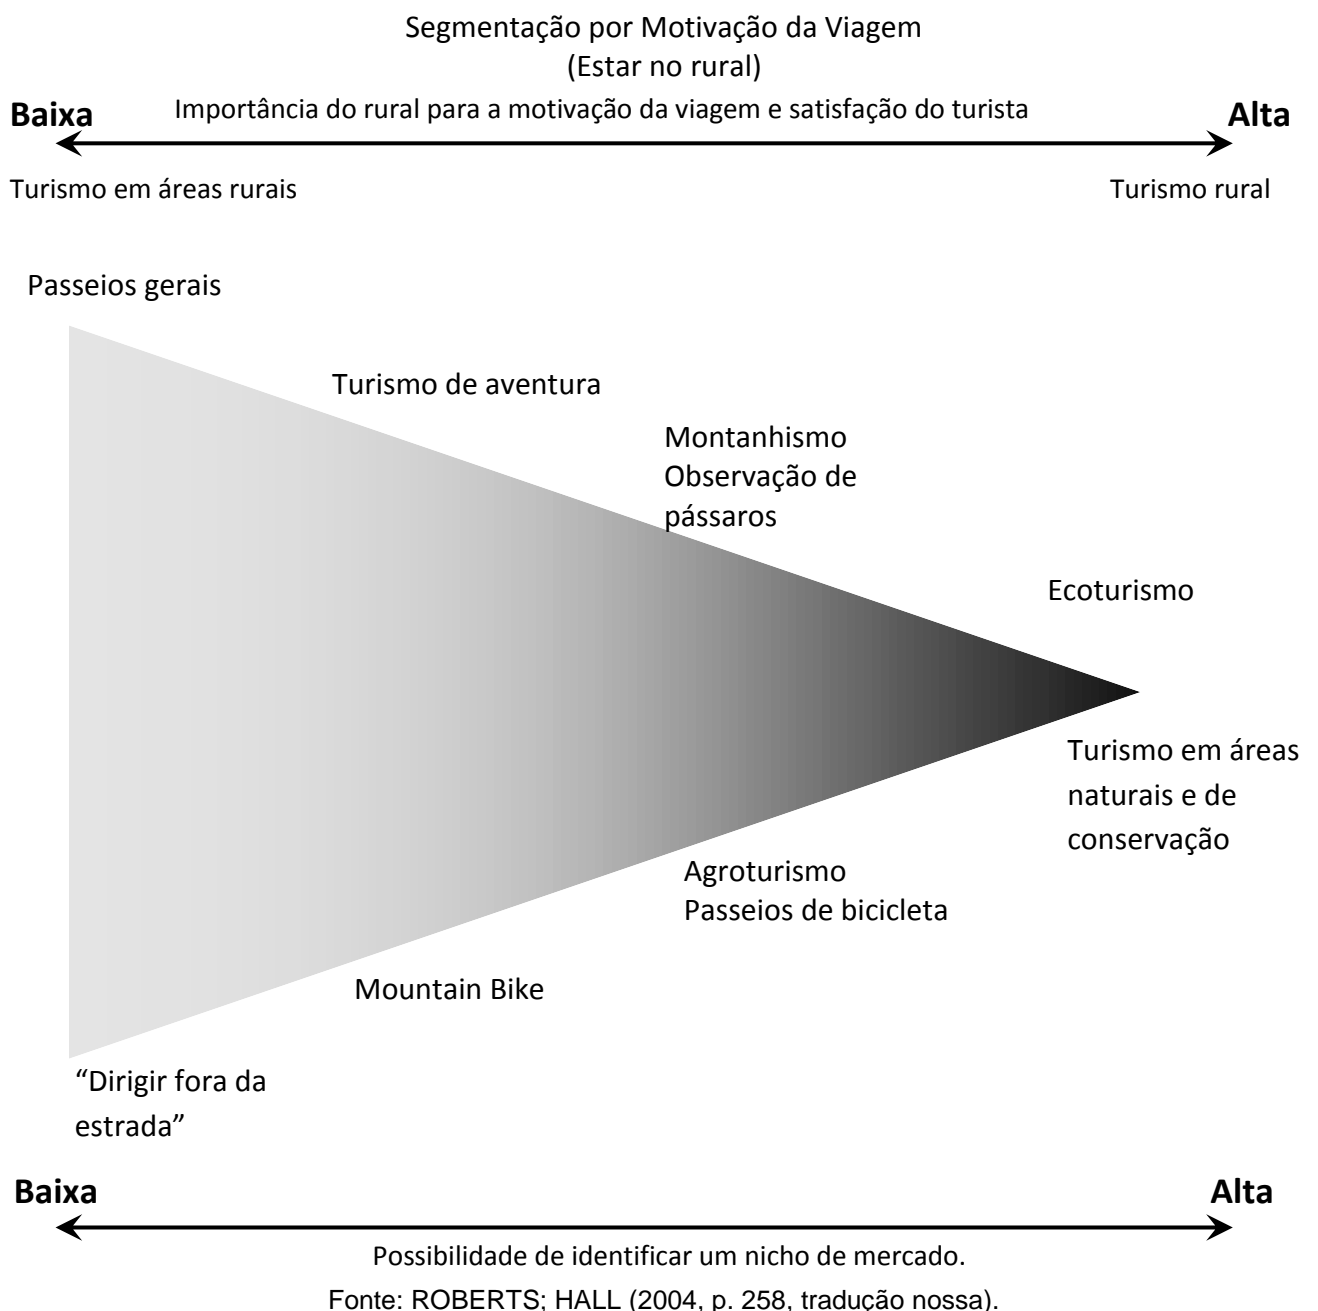 Segmentação por Motivação da Viagem
(Estar no rural)
Baixa Importância do rural para a motivação da viagem e satisfação do turista Alta
Turismo em áreas rurais Turismo rural
Passeios gerais
Turismo de aventura
Montanhismo
Observação de
pássaros
Ecoturismo
Turismo em áreas
naturais e de
conservação
Agroturismo
Passeios de bicicleta
Mountain Bike
“Dirigir fora da
estrada”
Baixa Alta
Possibilidade de identificar um nicho de mercado.
Fonte: ROBERTS; HALL (2004, p. 258, tradução nossa).